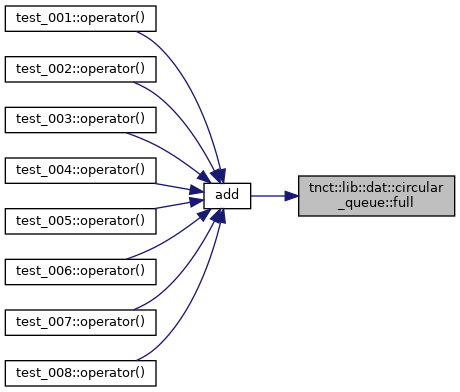 test_001::operator()
test_002::operator()
test_003::operator()
test_004::operator()
test_005::operator()
test_006::operator()
test_007::operator()
test_008::operator()
add
tnct::lib::dat::circular
_queue::full